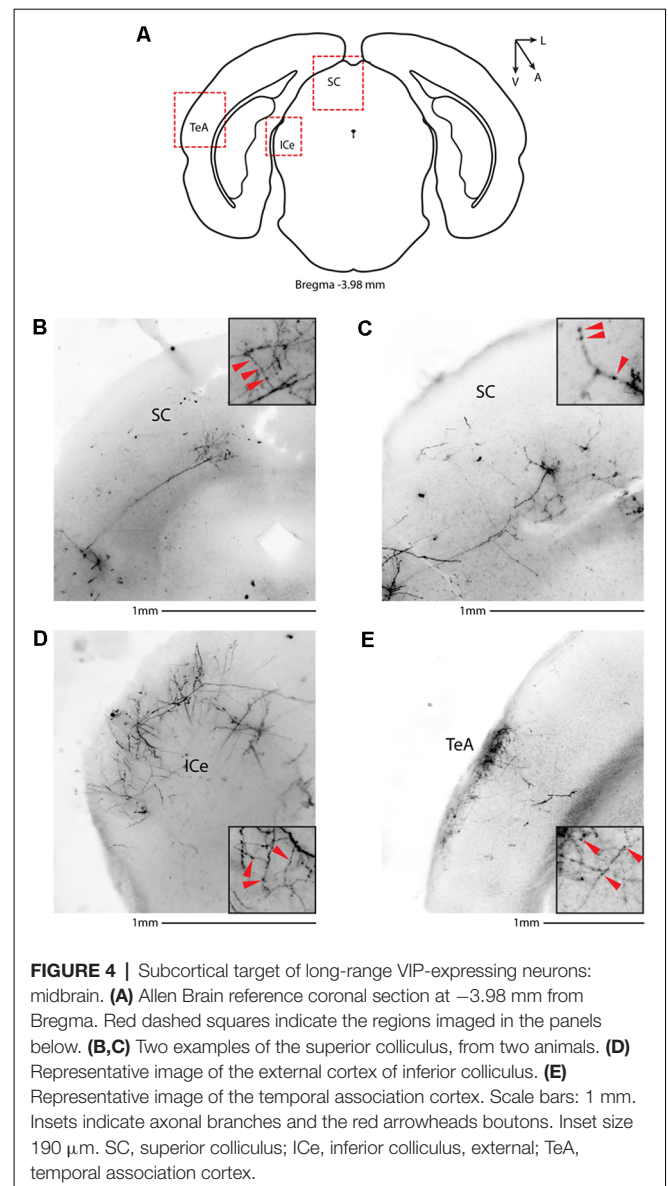 A
L
V
A
SC
TeA
ICe
Bregma -3.98 mm
B
SC
1mm
C
SC
1mm
D
ICe
1mm
E
TeA
1mm
FIGURE 4 | Subcortical target of long-range VIP-expressing neurons:
midbrain. (A) Allen Brain reference coronal section at −3.98 mm from
Bregma. Red dashed squares indicate the regions imaged in the panels
below. (B,C) Two examples of the superior colliculus, from two animals. (D)
Representative image of the external cortex of inferior colliculus. (E)
Representative image of the temporal association cortex. Scale bars: 1 mm.
Insets indicate axonal branches and the red arrowheads boutons. Inset size
190 μm. SC, superior colliculus; ICe, inferior colliculus, external; TeA,
temporal association cortex.